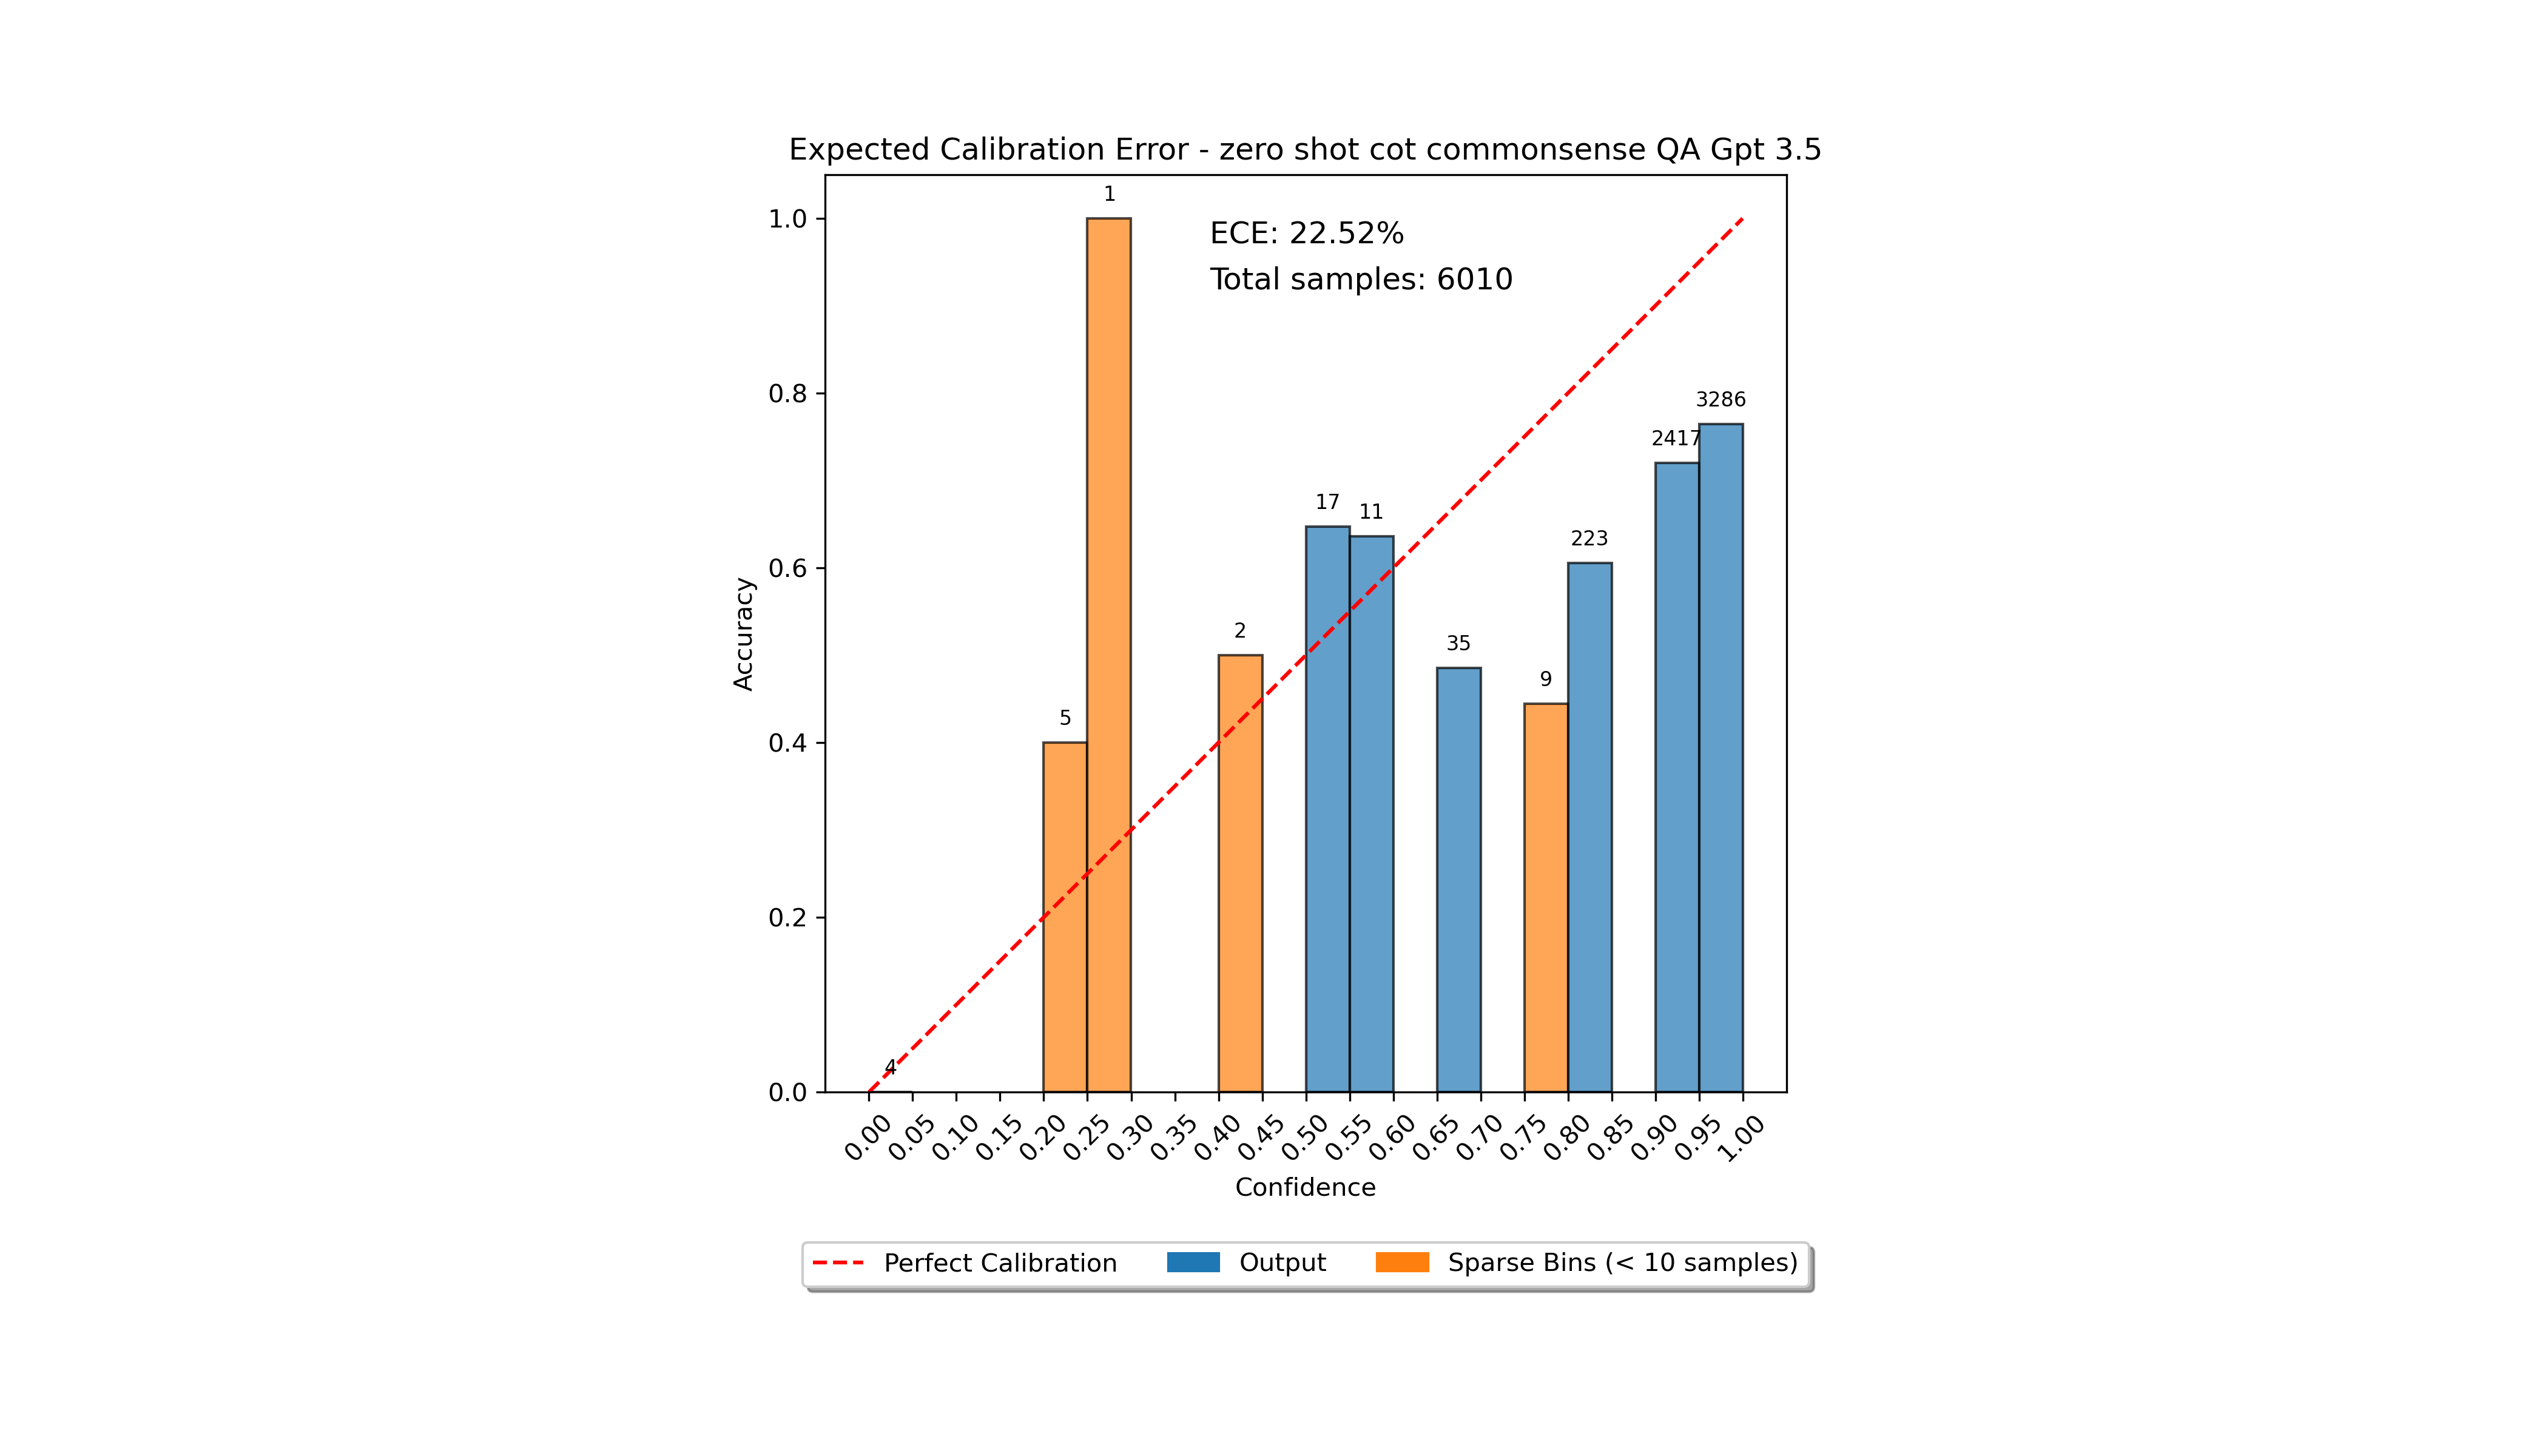 Expected Calibration Error - zero shot cot commonsense QA Gpt 3.5
1
1.0
ECE: 22.52%
Total samples: 6010
0.8
3286
2417
17
11
223
0.6
2
35
9
5
0.4
0.2
4
0.0
Accuracy
0.00 0.05 0.10 0.15 0.20 0.25 0.30 0.35 0.40 0.45 0.50 0.55 0.60 0.65 0.70 0.75 0.80 0.85 0.90 0.95 1.00
Confidence
Perfect Calibration Output Sparse Bins (< 10 samples)